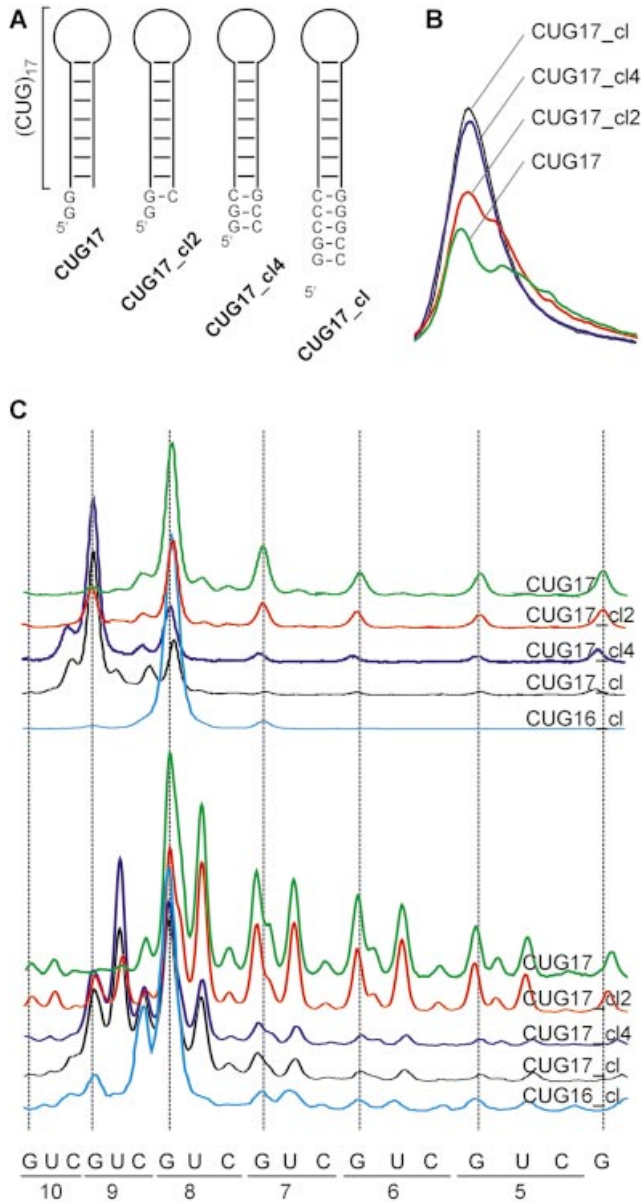 A
(CUG)17
G
G
5'
CUG17
G – C
G
5'
CUG17_cl2
C – G
G – C
G – C
5'
CUG17_cl4
C – G
C – G
C – G
G – C
G – C
5'
CUG17_cl
B
CUG17_cl
CUG17_cl4
CUG17_cl2
CUG17
C
CUG17
CUG17_cl2
CUG17_cl4
CUG17_cl
CUG16_cl
CUG17
CUG17_cl2
CUG17_cl4
CUG17_cl
CUG16_cl
G U C G U C G U C G U C G U C G U C G
10 9 8 7 6 5